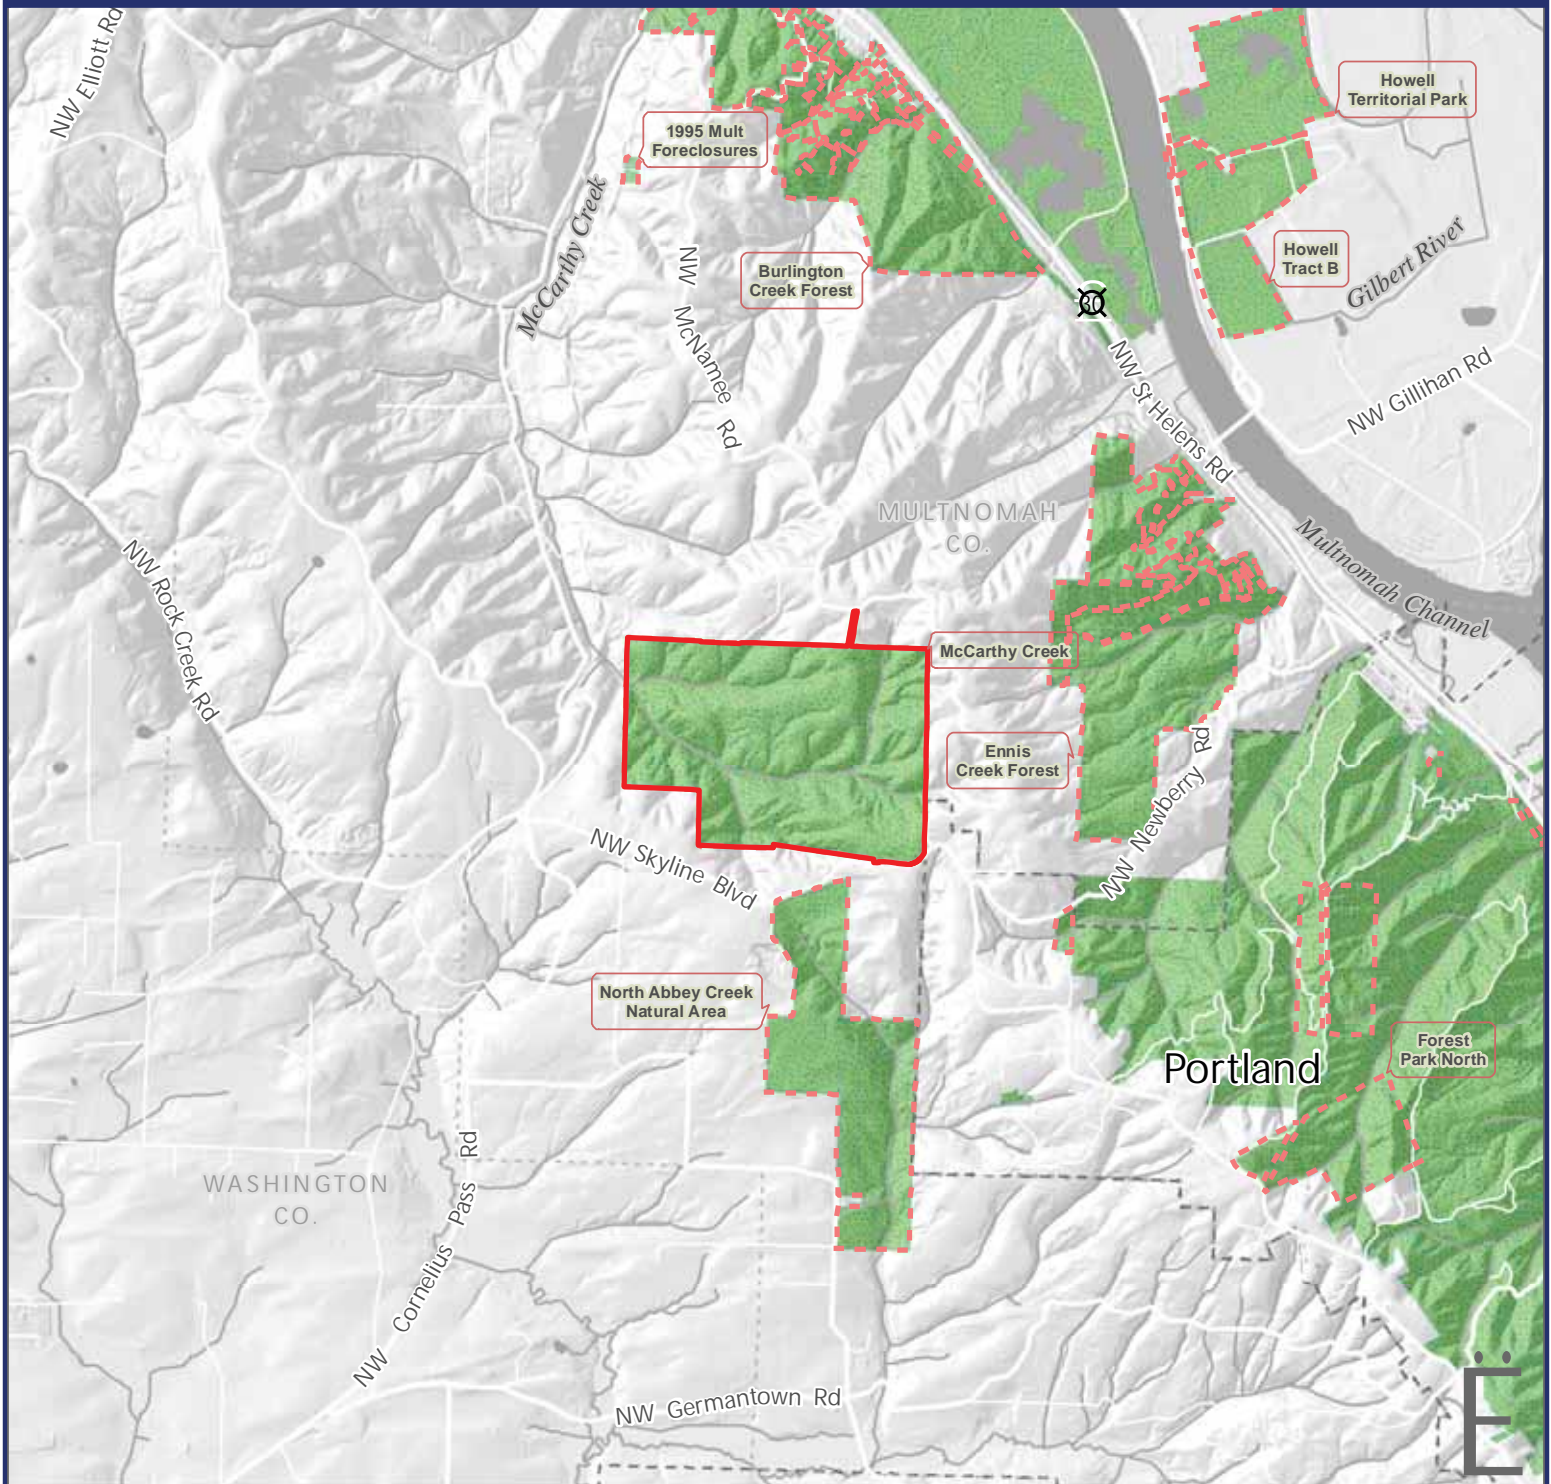 NW Elliott Rd
Howell
Territorial Park
1995 Mult
Foreclosures
McCarthy Creek
Howell
Tract B
Gilbert River
NW McNamee Rd
Burlington
Creek Forest
30
NW St Helens Rd
NW Gillihan Rd
MULTNOMAH
CO.
Multnomah Channel
NW Rock Creek Rd
McCarthy Creek
Ennis
Creek Forest
NW Newberry Rd
NW Skyline Blvd
North Abbey Creek
Natural Area
Forest
Park North
Portland
WASHINGTON
CO.
NW Cornelius Pass Rd
NW Germantown Rd
Ë